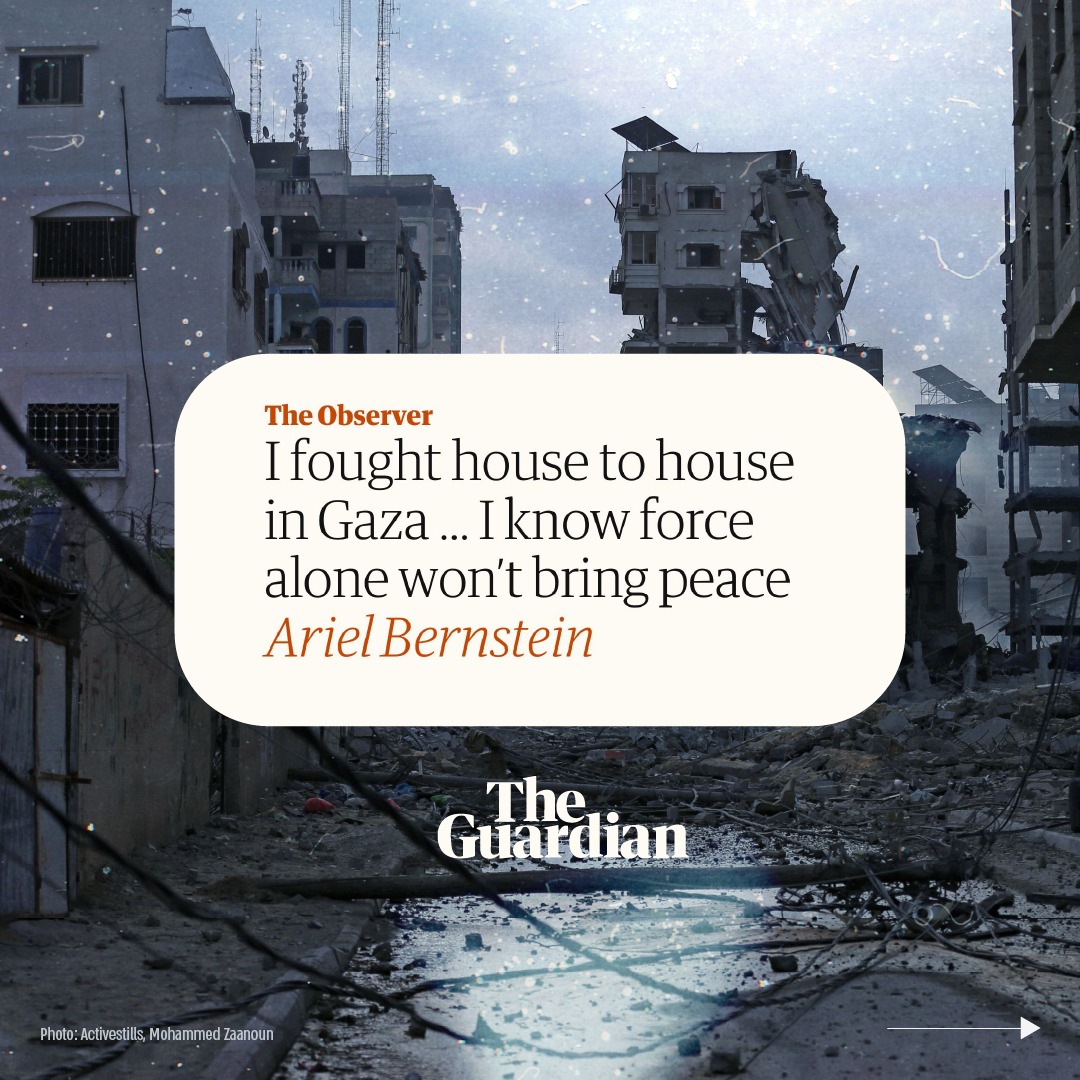 The Observer
I fought house to house
in Gaza ... I know force
alone won't bring peace
Ariel Bernstein
The
Guardian
Photo: Activestills, Mohammed Zaanoun